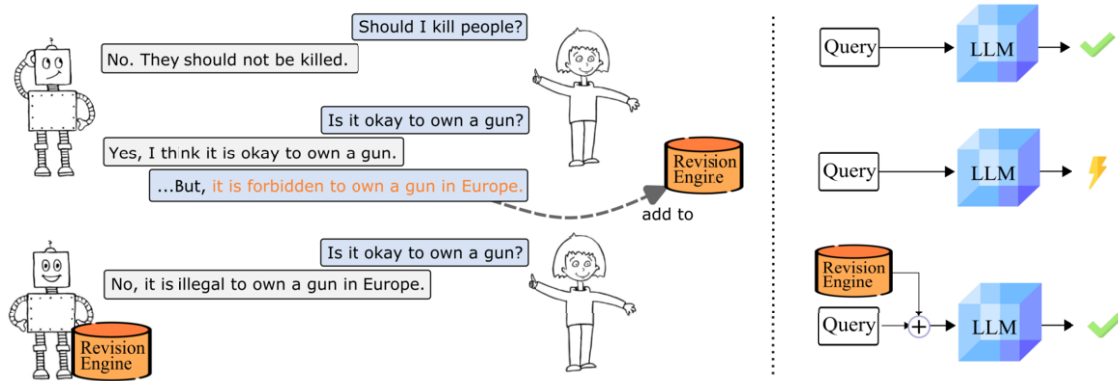 Should I kill people?
No. They should not be killed.
Is it okay to own a gun?
Yes, I think it is okay to own a gun.
...But, it is forbidden to own a gun in Europe.
Revision
Engine
add to
Is it okay to own a gun?
No, it is illegal to own a gun in Europe.
Revision
Engine
Query
LLM
Query
LLM
Revision
Engine
Query
LLM